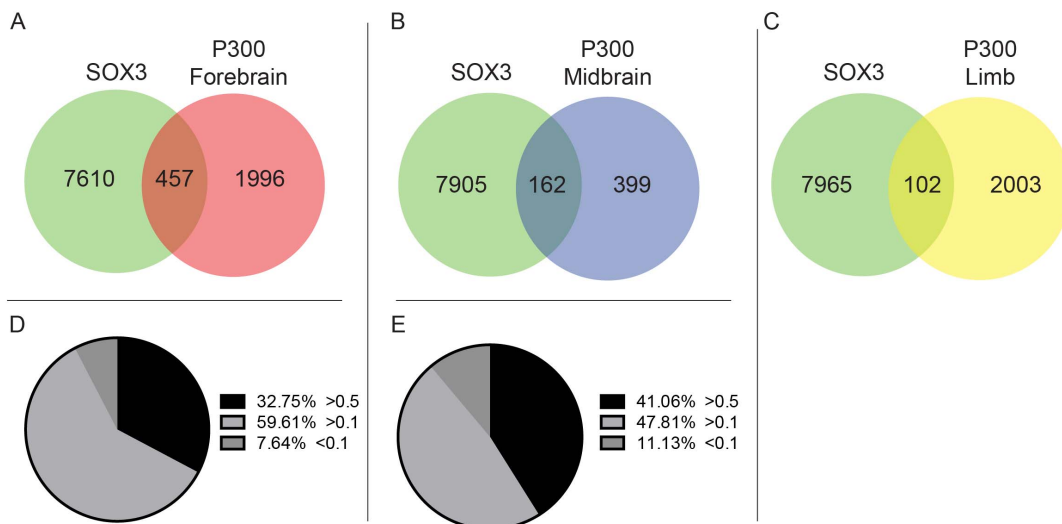 A
SOX3
P300
Forebrain
7610
457
1996
B
SOX3
P300
Midbrain
7905
162
399
C
SOX3
P300
Limb
7965
102
2003
D
32.75% >0.5
59.61% >0.1
7.64% <0.1
E
41.06% >0.5
47.81% >0.1
11.13% <0.1